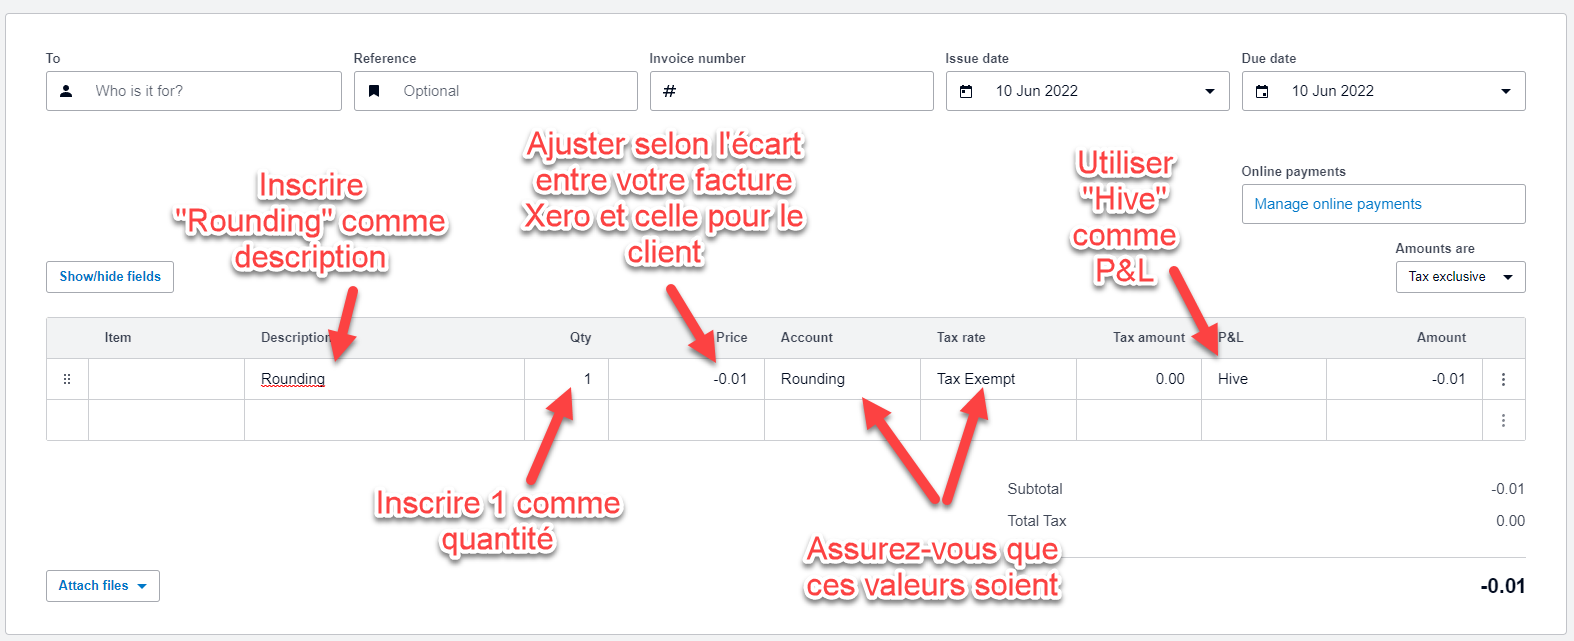 To
Reference
Invoice number
Issue date
Due date
Who is it for?
Optional
#
10 Jun 2022
10 Jun 2022
Ajuster selon l'écart
entre votre facture
Xero et celle pour le
client
Inscrire
"Rounding" comme
description
Utiliser
"Hive"
comme
P&L
Online payments
Manage online payments
Amounts are
Tax exclusive
Show/hide fields
Item
Description
Qty
Price
Account
Tax rate
Tax amount
P&L
Amount
Rounding
1
-0.01
Rounding
Tax Exempt
0.00
Hive
-0.01
Inscrire 1 comme
quantité
Subtotal
-0.01
Total Tax
0.00
Assurez-vous que
ces valeurs soient
Attach files
-0.01